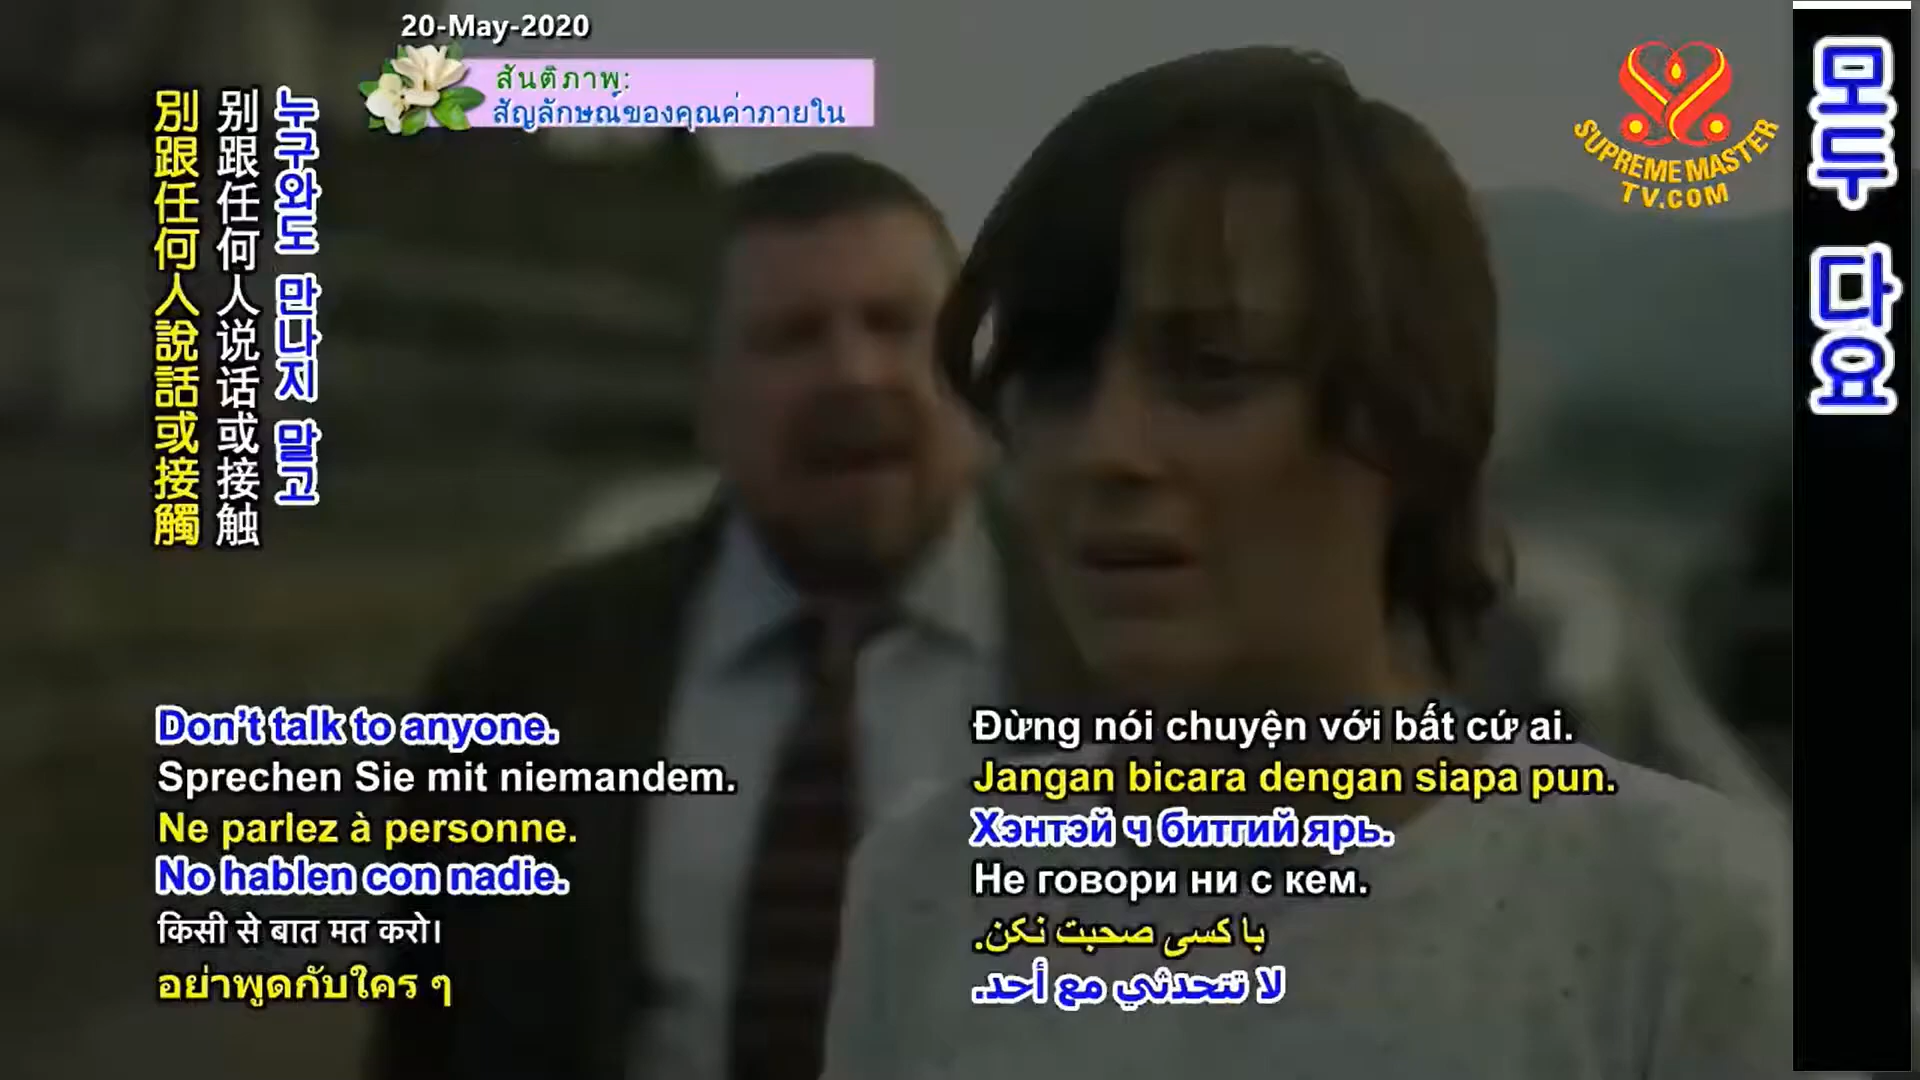 20-May-2020
สันติภาพ:
สัญลักษณ์ของคุณค่าภายใน
SUPREME MASTER
TV.COM
모두 다요
누구와도 만나지 말고
别跟任何人说话或接触
別跟任何人說話或接觸
Don't talk to anyone.
Sprechen Sie mit niemandem.
Ne parlez à personne.
No hablen con nadie.
किसी से बात मत करो।
อย่าพูดกับใคร ๆ
Đừng nói chuyện với bất cứ ai.
Jangan bicara dengan siapa pun.
Хэнтэй ч битгий ярь.
Не говори ни с кем.
با کسی صحبت نکن.
لا تتحدثي مع أحد.